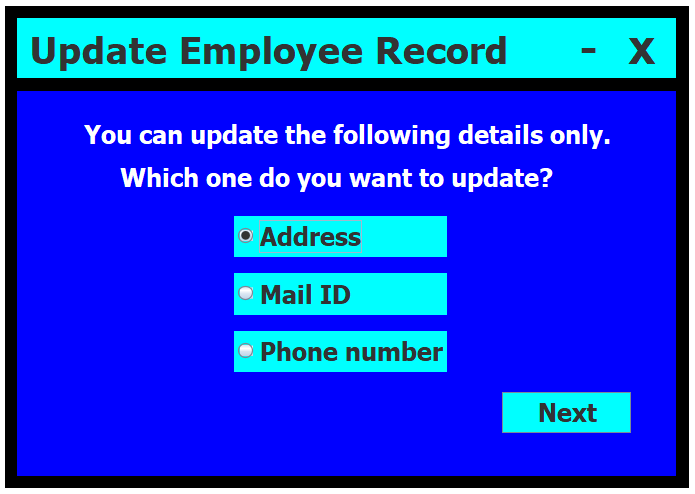 Update Employee Record - X
You can update the following details only.
Which one do you want to update?
Address
Mail ID
Phone number
Next